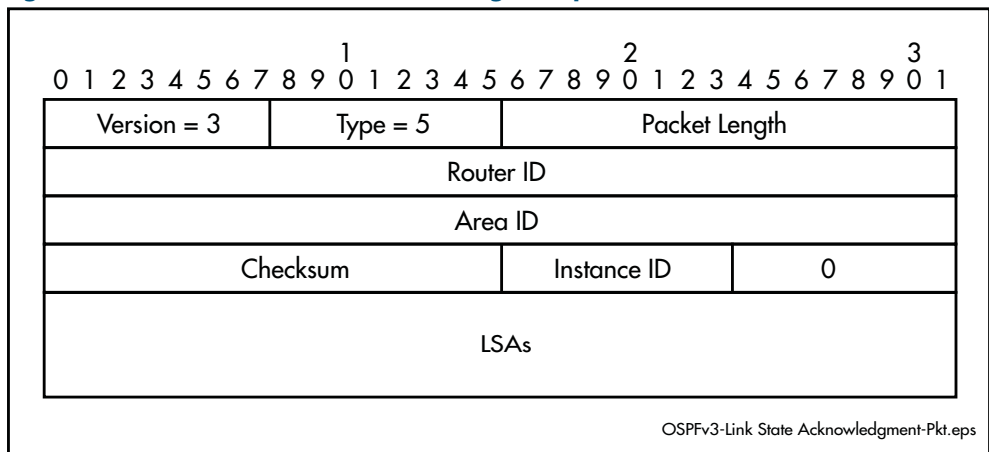 1 2 3
0 1 2 3 4 5 6 7 8 9 0 1 2 3 4 5 6 7 8 9 0 1 2 3 4 5 6 7 8 9 0 1
Version = 3 Type = 5 Packet Length
Router ID
Area ID
Checksum Instance ID 0
LSAs
OSPFv3-Link State Acknowledgment-Pkt.eps